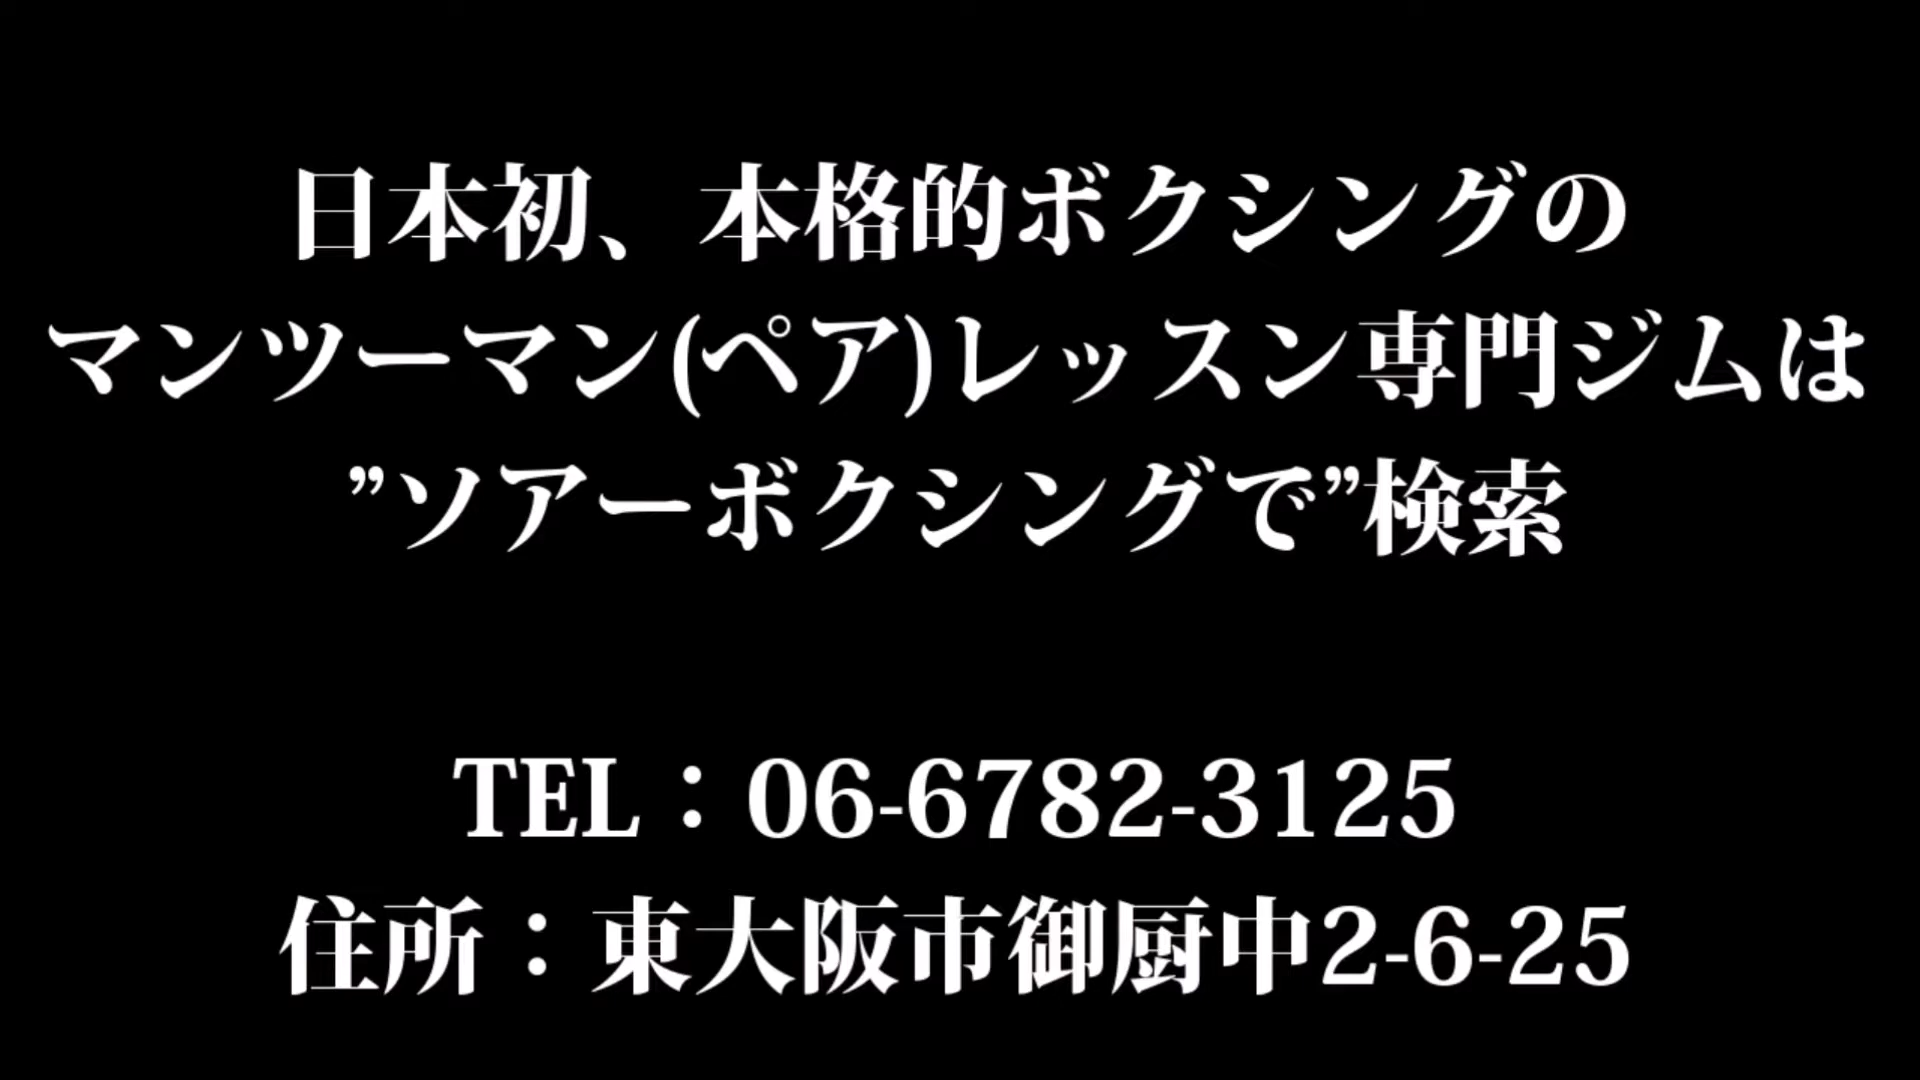 日本初、本格的ボクシングの
マンツーマン(ペア)レッスン専門ジムは
”ソアーボクシングで”検索
TEL：06-6782-3125
住所：東大阪市御厨中2-6-25